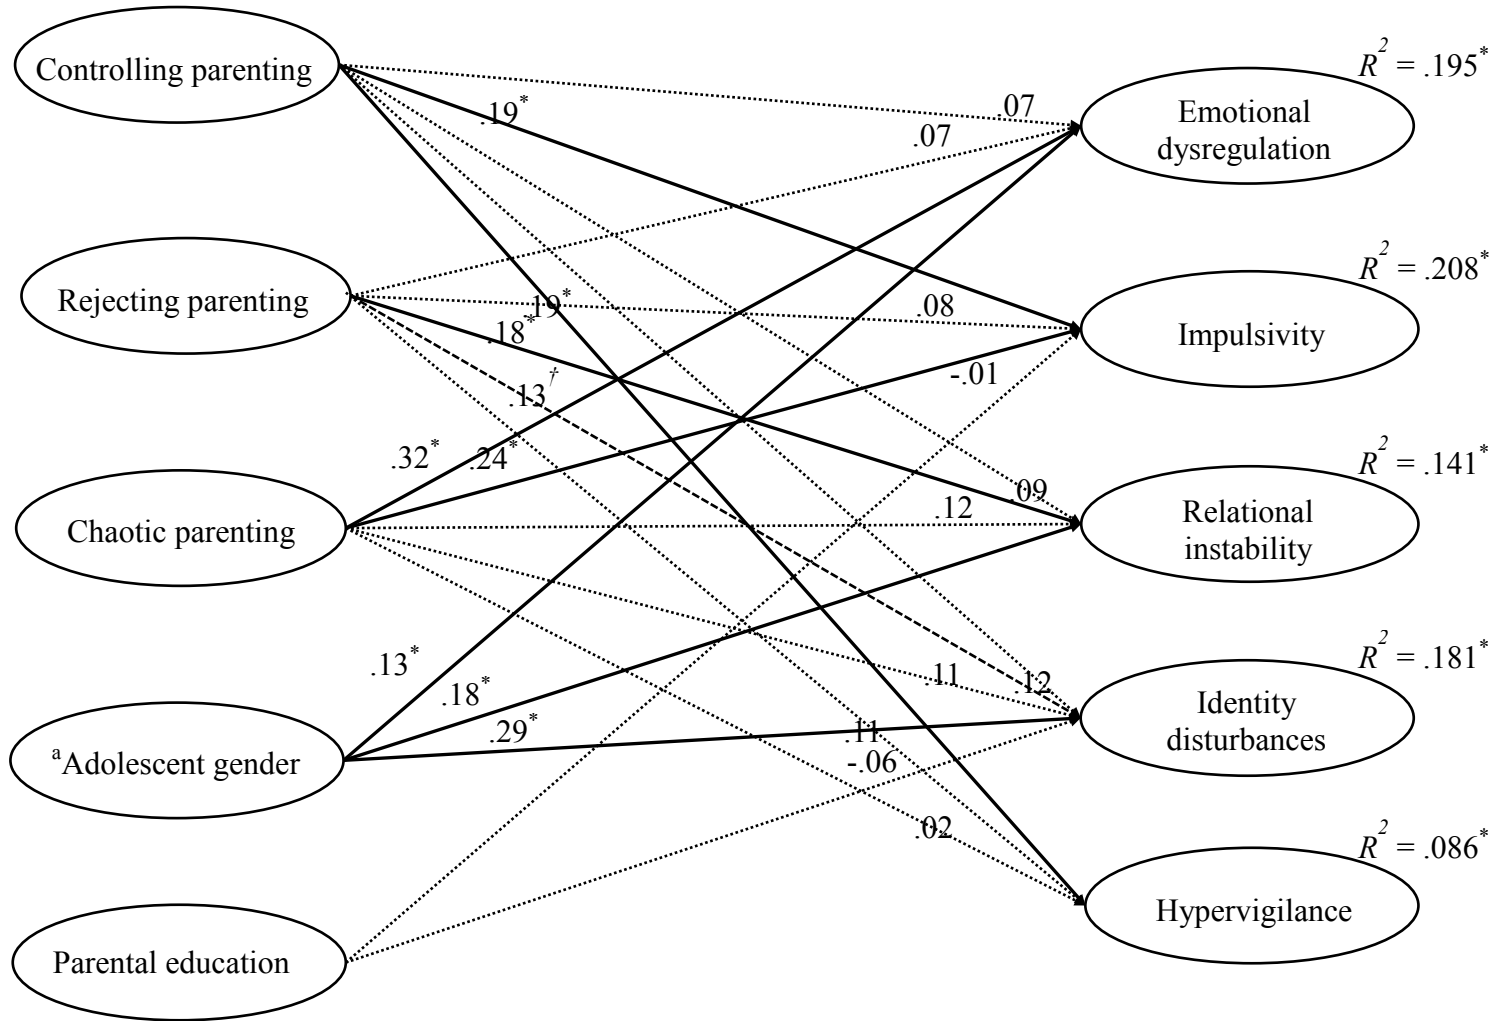 Controlling parenting
Rejecting parenting
Chaotic parenting
ᵃAdolescent gender
Parental education
.19*
.07
.07
.19*
.18*
.08
.13†
-.01
.32*
.24*
.09
.12
.13*
.18*
.29*
.11
.12
.11
-.06
.02
R² = .195*
Emotional
dysregulation
R² = .208*
Impulsivity
R² = .141*
Relational
instability
R² = .181*
Identity
disturbances
R² = .086*
Hypervigilance